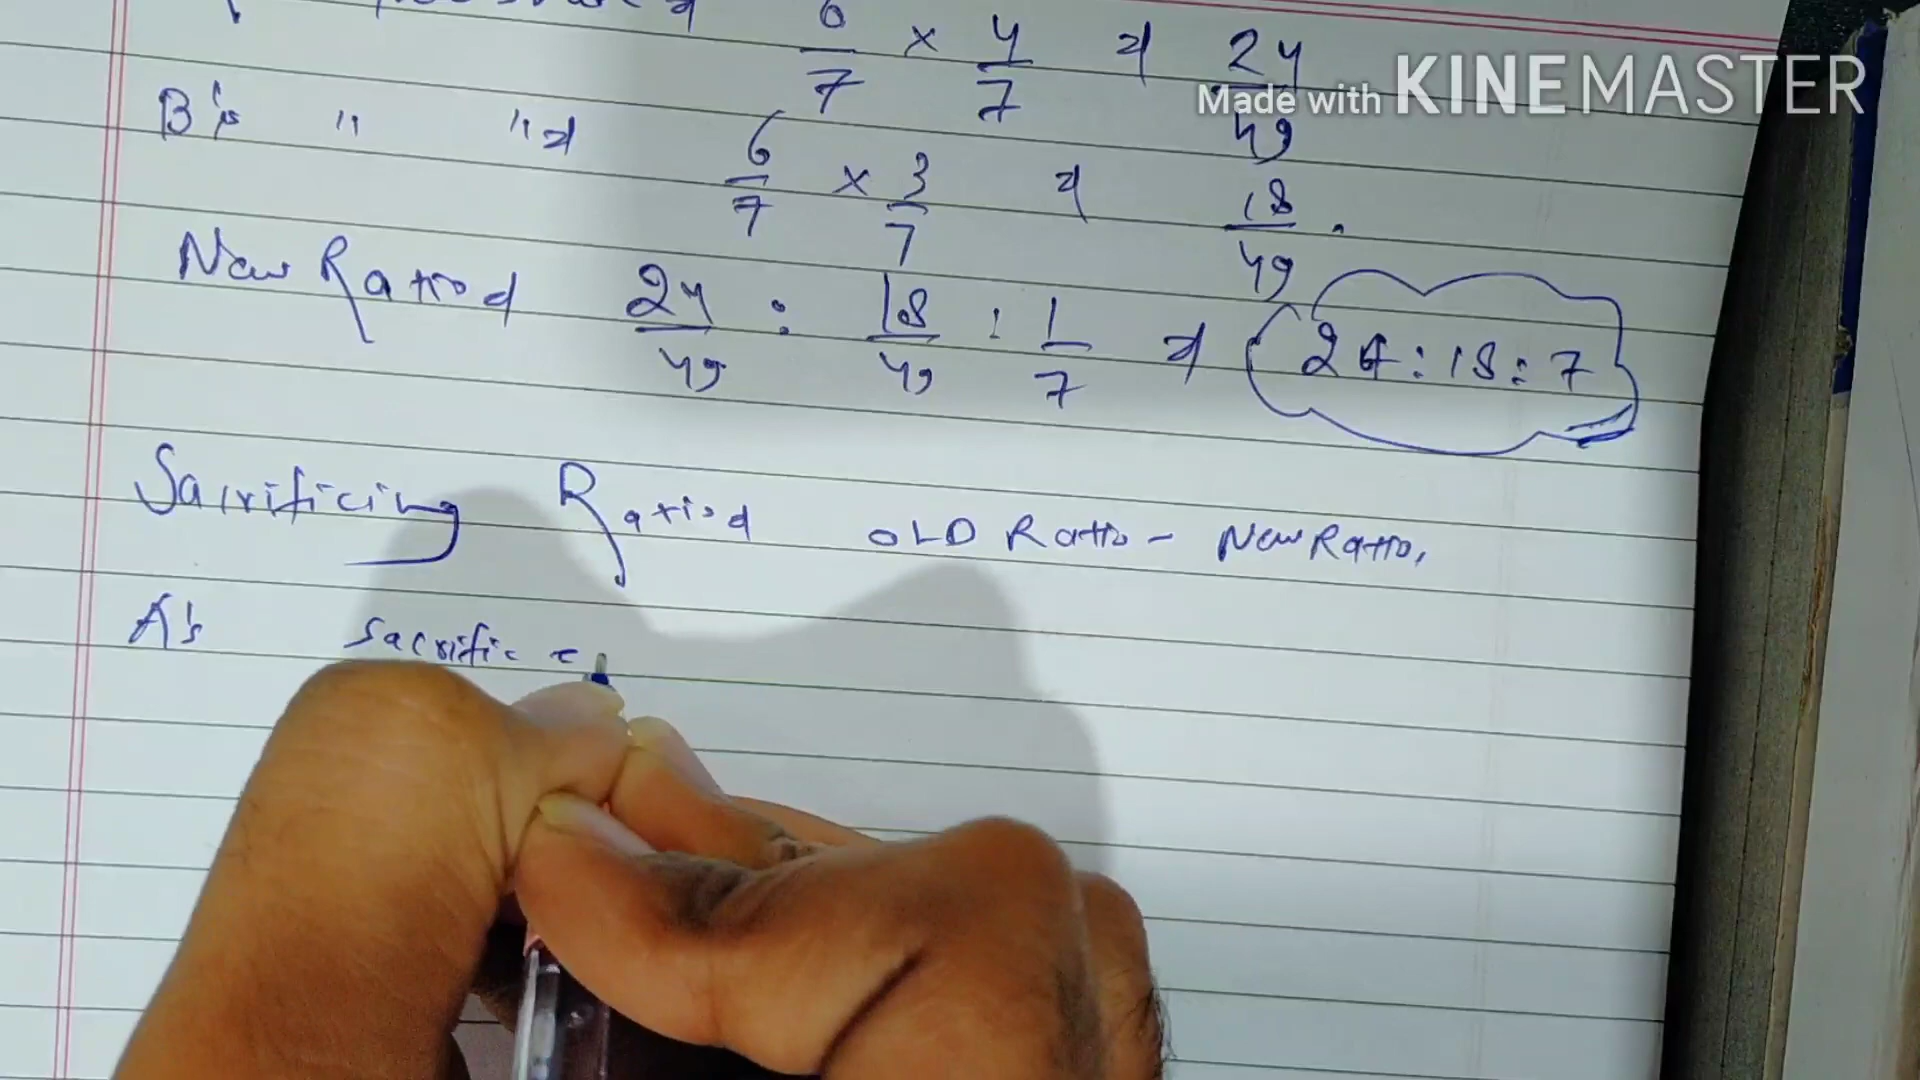 6/7 × 4/7 = 24/49
Made with KINEMASTER
B's " " = 6/7 × 3/7 = 18/49.
New Ratio = 24/49 : 18/49 : 1/7 = 24:18:7
Sacrificing Ratio = OLD Ratio - New Ratio,
A's Sacrifice